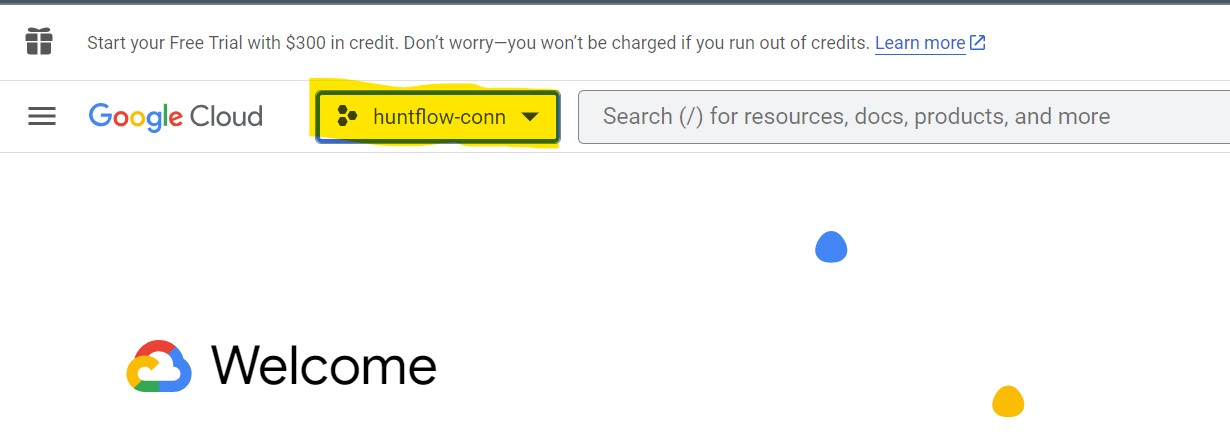 Start your Free Trial with $300 in credit. Don’t worry—you won’t be charged if you run out of credits. Learn more
Google Cloud
huntflow-conn
Search (/) for resources, docs, products, and more
Welcome